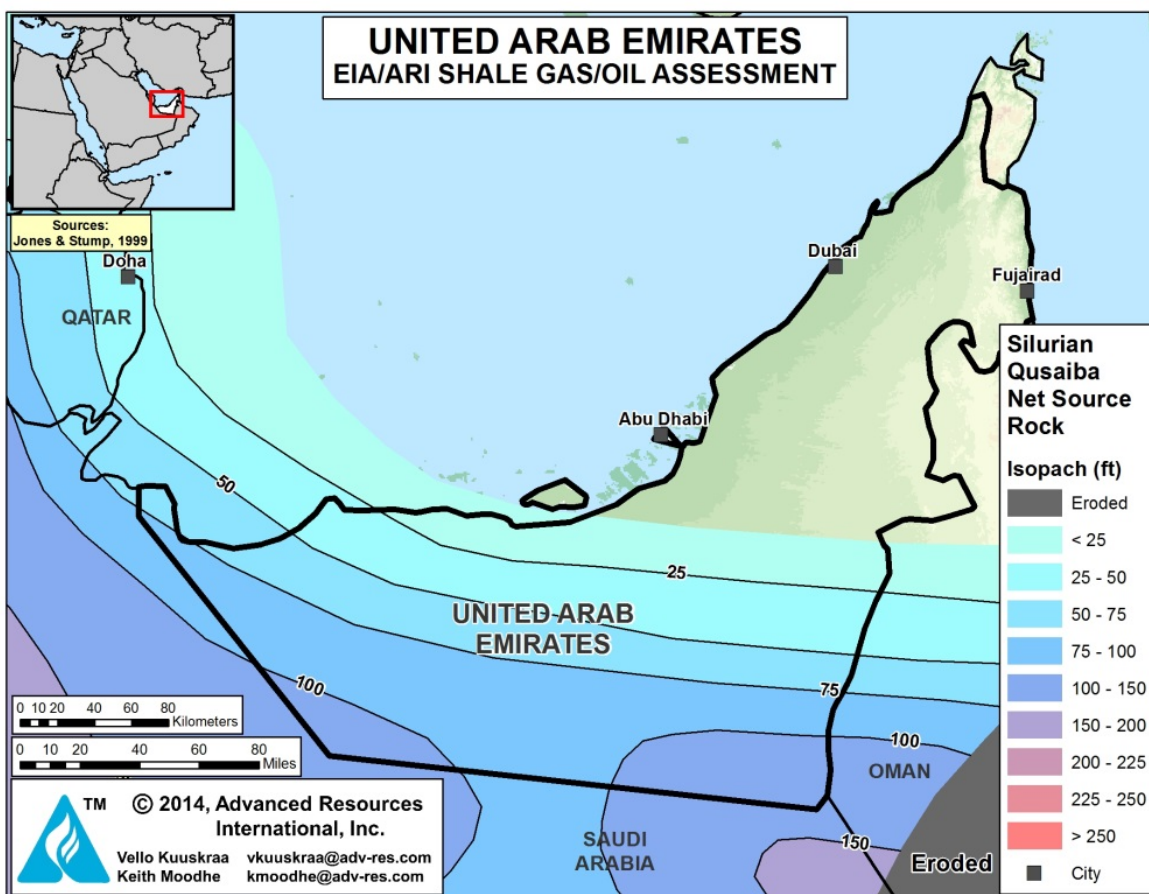 UNITED ARAB EMIRATES
EIA/ARI SHALE GAS/OIL ASSESSMENT
Sources:
Jones & Stump, 1999
Doha
QATAR
Dubai
Fujairad
Abu Dhabi
50
25
UNITED ARAB
EMIRATES
100
75
100
OMAN
SAUDI
ARABIA
150
Eroded
Silurian
Qusaiba
Net Source
Rock
Isopach (ft)
Eroded
< 25
25 - 50
50 - 75
75 - 100
100 - 150
150 - 200
200 - 225
225 - 250
> 250
City
0 10 20 40 60 80
Kilometers
0 10 20 40 60 80
Miles
TM
© 2014, Advanced Resources
International, Inc.
Vello Kuuskraa vkuuskraa@adv-res.com
Keith Moodhe kmoodhe@adv-res.com